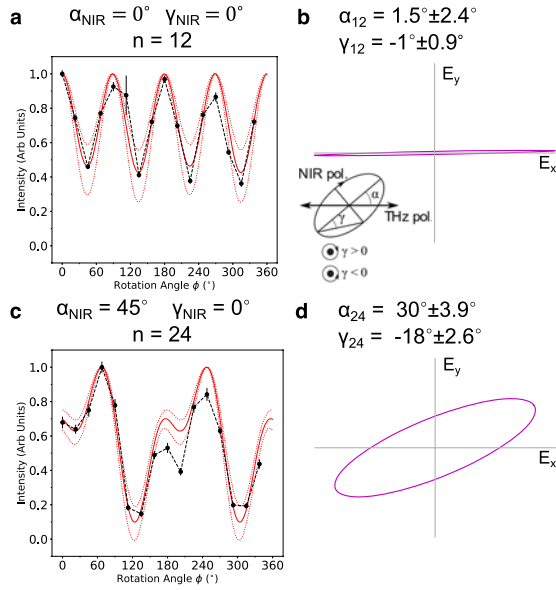 a
α_NIR = 0° γ_NIR = 0°
n = 12
Intensity (Arb Units)
1.0
0.8
0.6
0.4
0.2
0.0
0 60 120 180 240 300 360
Rotation Angle ϕ (°)
b
α₁₂ = 1.5°±2.4°
γ₁₂ = -1°±0.9°
E_y
E_x
NIR pol.
α
THz pol.
γ
γ > 0
γ < 0
c
α_NIR = 45° γ_NIR = 0°
n = 24
Intensity (Arb Units)
1.0
0.8
0.6
0.4
0.2
0.0
0 60 120 180 240 300 360
Rotation Angle ϕ (°)
d
α₂₄ = 30°±3.9°
γ₂₄ = -18°±2.6°
E_y
E_x